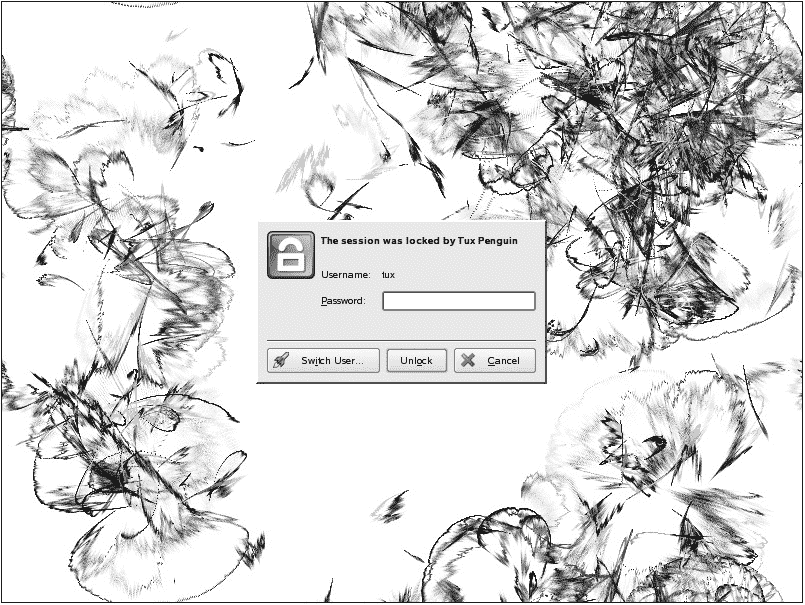 The session was locked by Tux Penguin
Username: tux
Password:
Switch User... Unlock Cancel